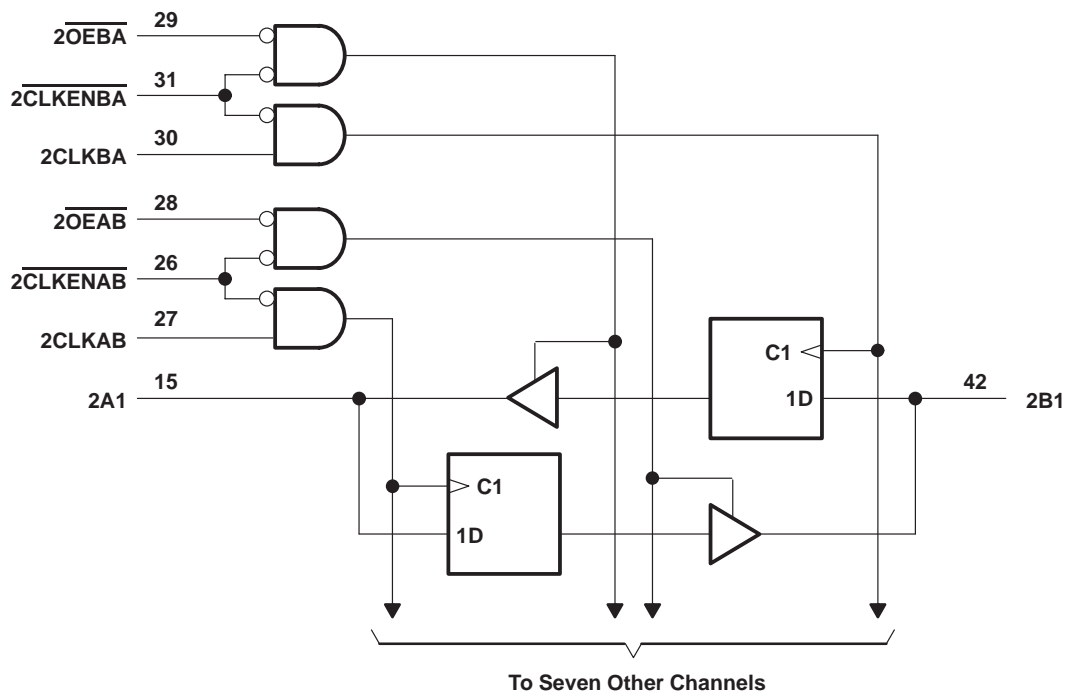 29
2OEBA
31
2CLKENBA
30
2CLKBA
28
2OEAB
26
2CLKENAB
27
2CLKAB
C1
15
42
2A1
1D
2B1
C1
1D
To Seven Other Channels